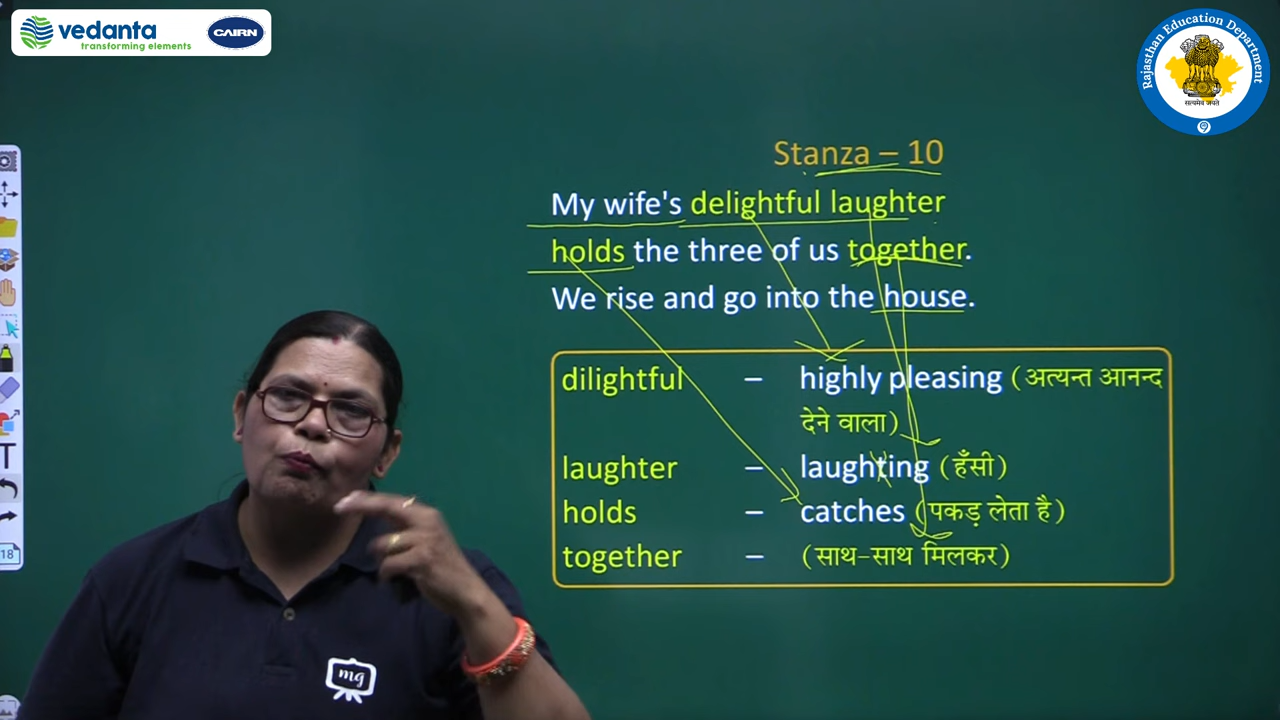 vedanta
transforming elements
CAIRN
Rajasthan Education Department
सत्यमेव जयते
Stanza – 10
My wife's delightful laughter
holds the three of us together.
We rise and go into the house.
dilightful – highly pleasing (अत्यन्त आनन्द
देने वाला)
laughter – laughting (हँसी)
holds – catches (पकड़ लेता है)
together – (साथ-साथ मिलकर)
T
18
mg